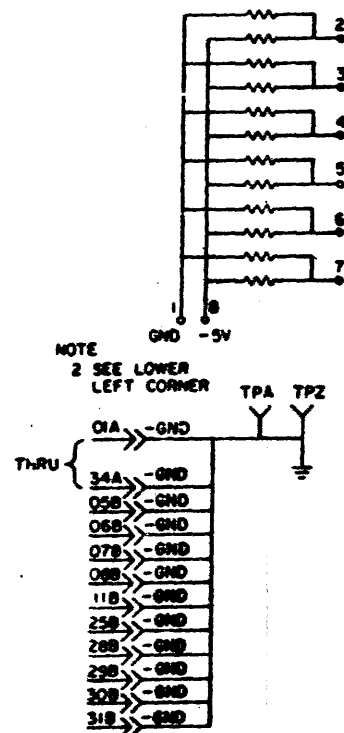 2
3
4
5
6
7
1 8
GND -5V
NOTE
2 SEE LOWER
LEFT CORNER
TPA TPZ
01A -GND
THRU
34A -GND
05B -GND
06B -GND
07B -GND
08B -GND
11B -GND
25B -GND
28B -GND
29B -GND
30B -GND
31B -GND